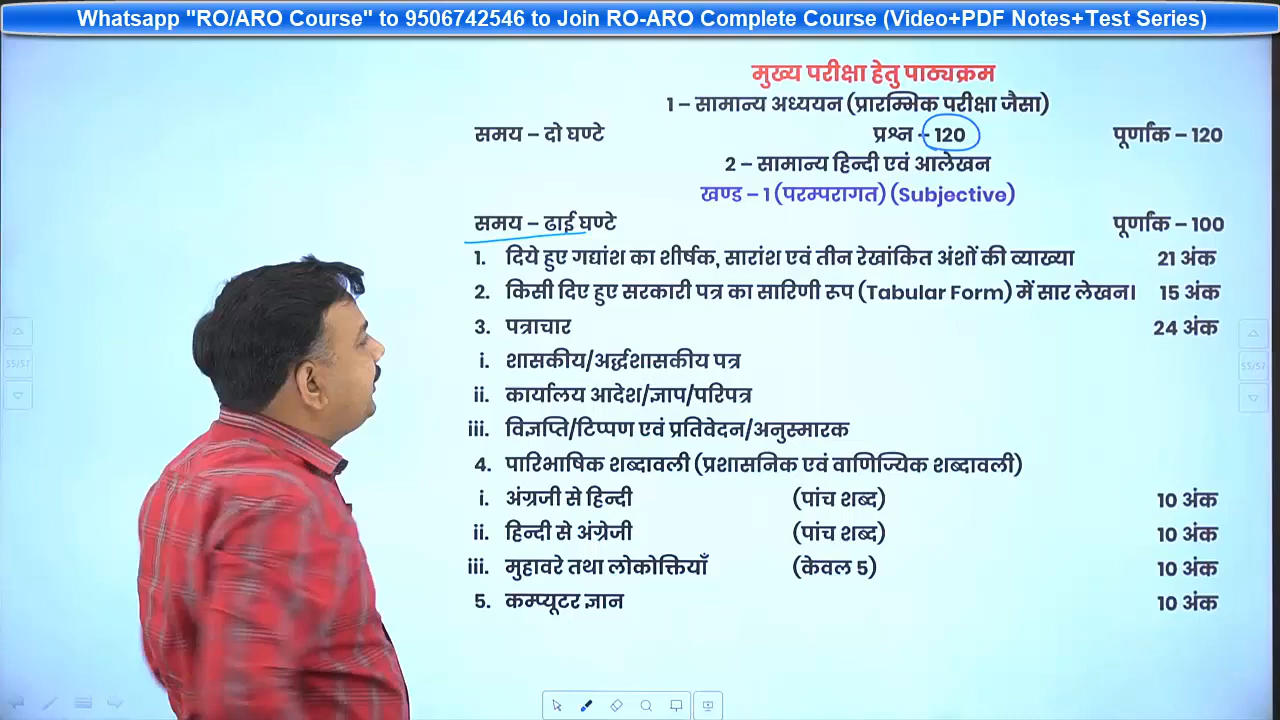 Whatsapp "RO/ARO Course" to 9506742546 to Join RO-ARO Complete Course (Video+PDF Notes+Test Series)
मुख्य परीक्षा हेतु पाठ्यक्रम
1 – सामान्य अध्ययन (प्रारम्भिक परीक्षा जैसा)
समय – दो घण्टे प्रश्न – 120 पूर्णांक – 120
2 – सामान्य हिन्दी एवं आलेखन
खण्ड – 1 (परम्परागत) (Subjective)
समय – ढाई घण्टे पूर्णांक – 100
1. दिये हुए गद्यांश का शीर्षक, सारांश एवं तीन रेखांकित अंशों की व्याख्या 21 अंक
2. किसी दिए हुए सरकारी पत्र का सारिणी रूप (Tabular Form) में सार लेखन। 15 अंक
3. पत्राचार 24 अंक
i. शासकीय/अर्द्धशासकीय पत्र
ii. कार्यालय आदेश/ज्ञाप/परिपत्र
iii. विज्ञप्ति/टिप्पण एवं प्रतिवेदन/अनुस्मारक
4. पारिभाषिक शब्दावली (प्रशासनिक एवं वाणिज्यिक शब्दावली)
i. अंग्रजी से हिन्दी (पांच शब्द) 10 अंक
ii. हिन्दी से अंग्रेजी (पांच शब्द) 10 अंक
iii. मुहावरे तथा लोकोक्तियाँ (केवल 5) 10 अंक
5. कम्प्यूटर ज्ञान 10 अंक
55/57
55/57